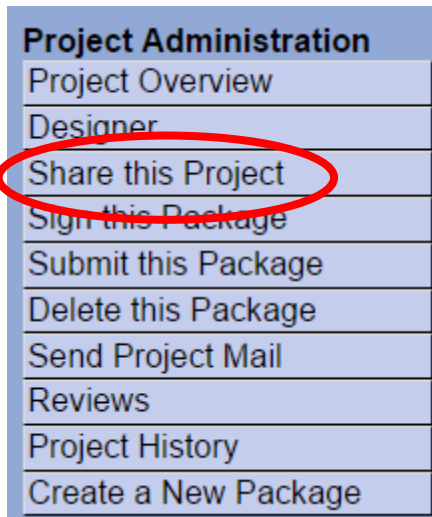 Project Administration
Project Overview
Designer
Share this Project
Sign this Package
Submit this Package
Delete this Package
Send Project Mail
Reviews
Project History
Create a New Package